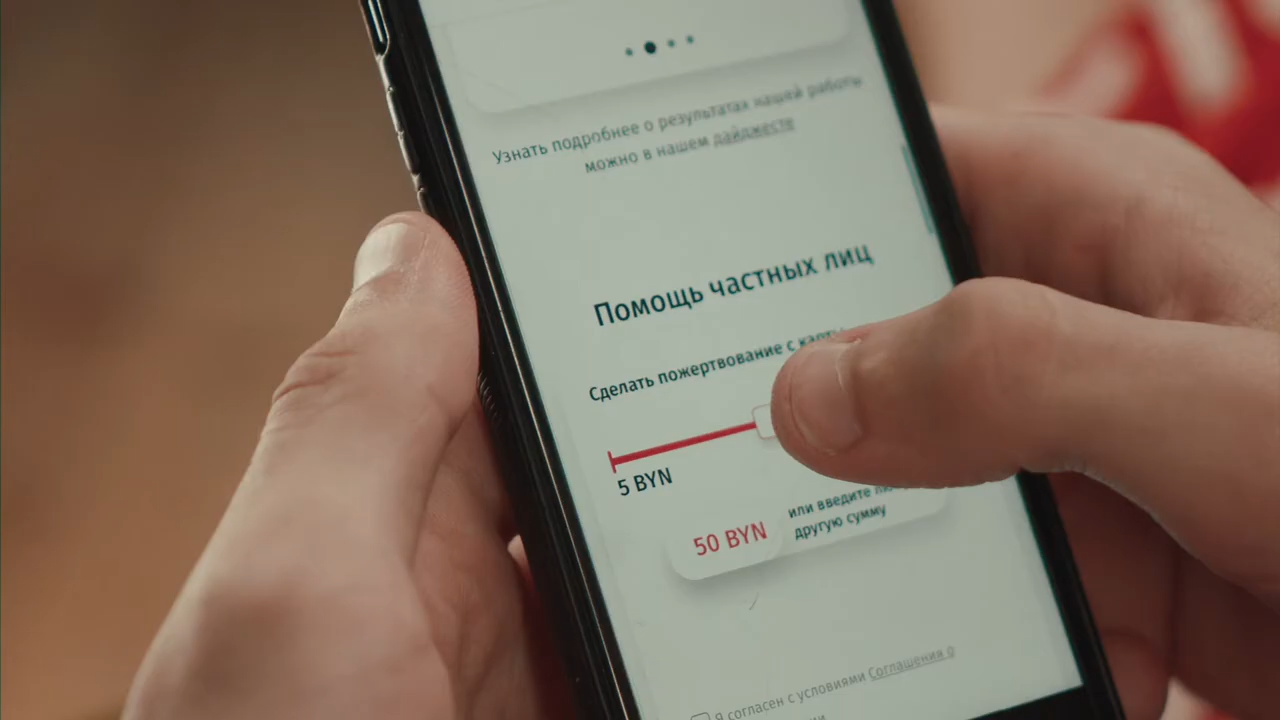 Узнать подробнее о результатах нашей работы
можно в нашем дайджесте
Помощь частных лиц
Сделать пожертвование с карты
5 BYN
50 BYN
или введите
другую сумму
Я согласен с условиями Соглашения о